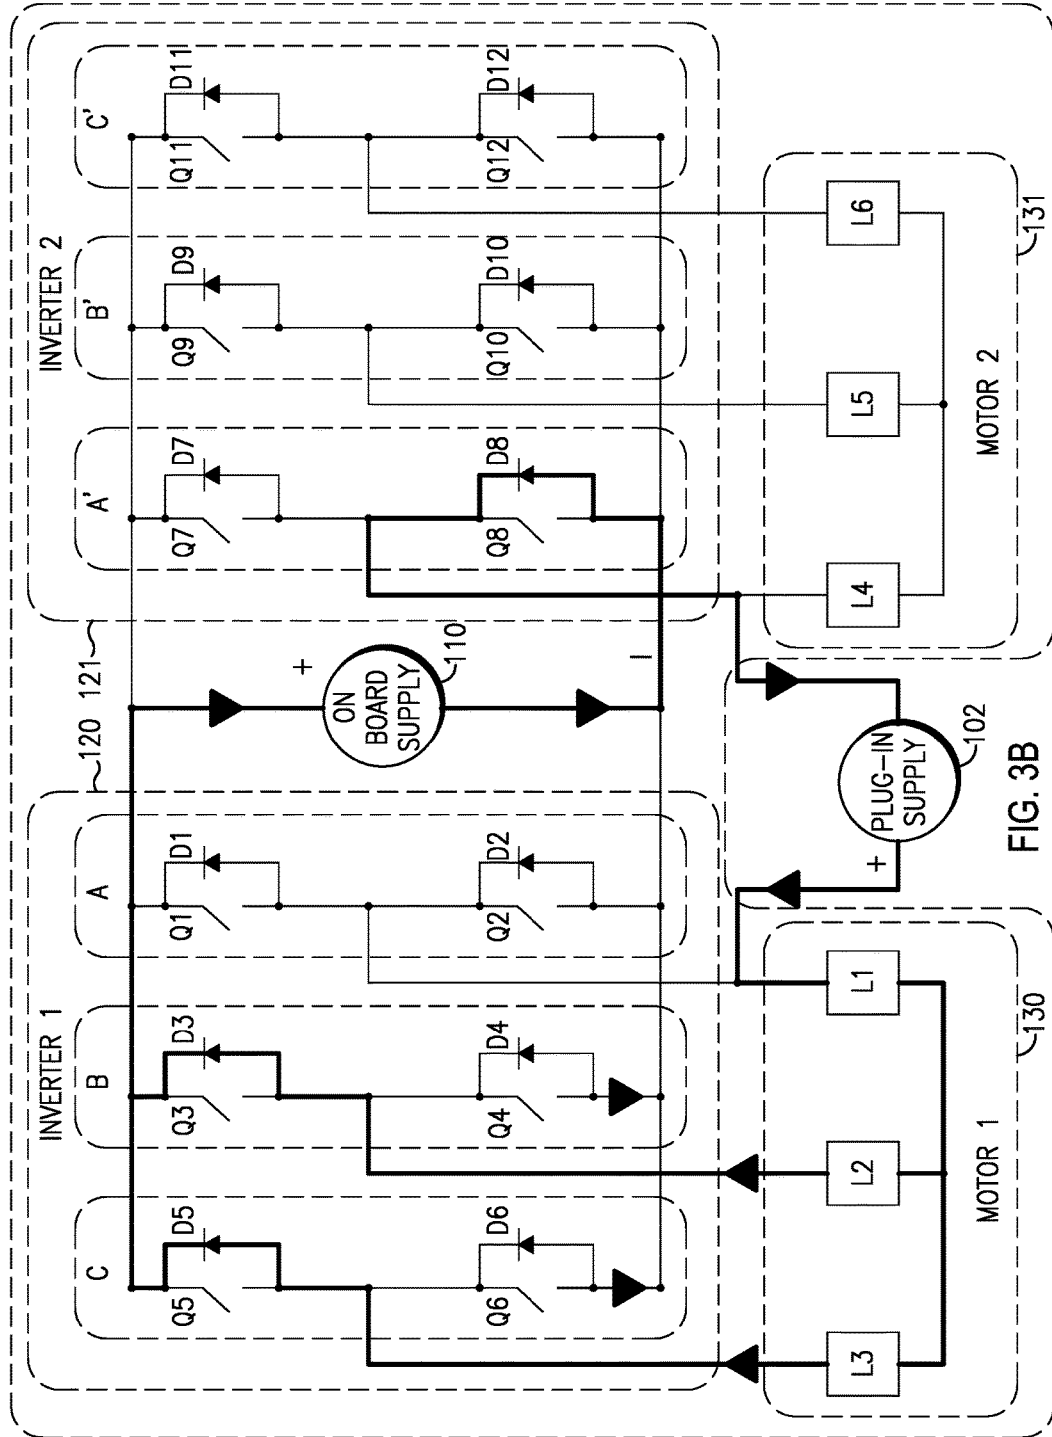 INVERTER 1
INVERTER 2
C
B
A
A'
B'
C'
Q5
D5
Q3
D3
Q1
D1
Q7
D7
Q9
D9
Q11
D11
120
121
+
ON
BOARD
SUPPLY
110
–
Q6
D6
Q4
D4
Q2
D2
Q8
D8
Q10
D10
Q12
D12
L3
L2
L1
L4
L5
L6
+
PLUG-IN
SUPPLY
102
MOTOR 1
130
MOTOR 2
131
FIG. 3B